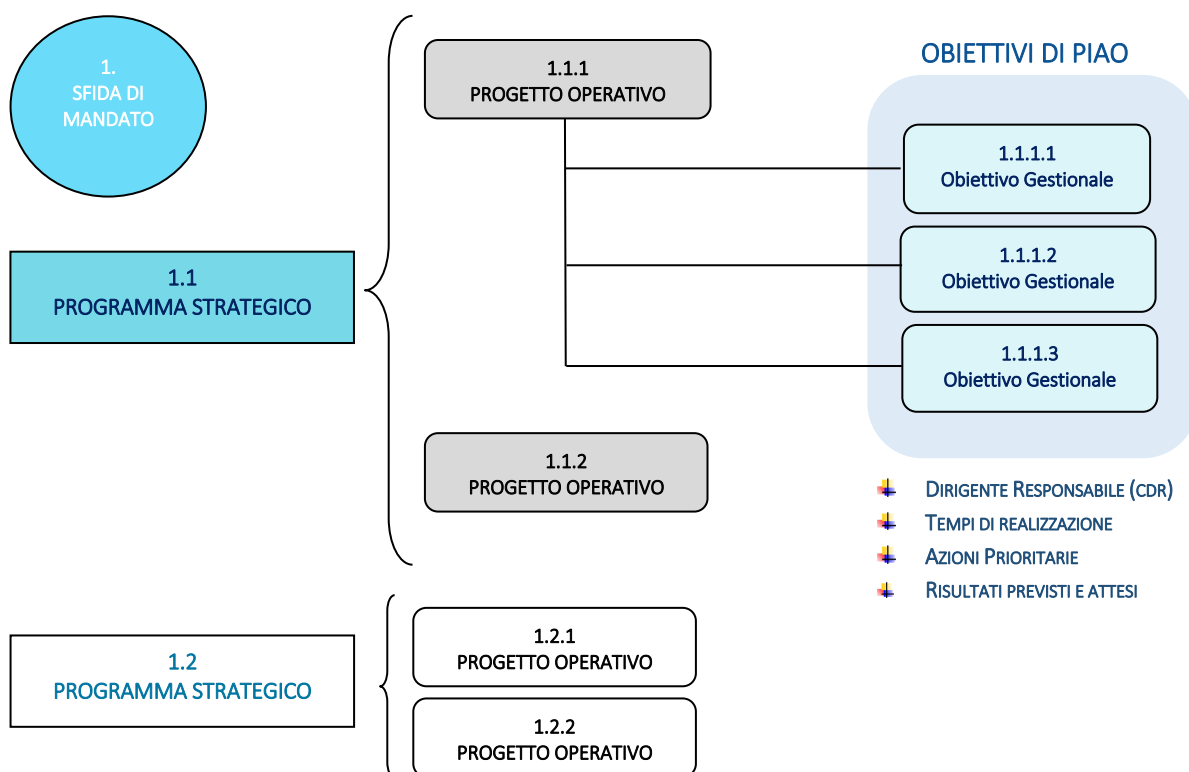 1.
SFIDA DI
MANDATO
1.1
PROGRAMMA STRATEGICO
1.1.1
PROGETTO OPERATIVO
1.1.2
PROGETTO OPERATIVO
OBIETTIVI DI PIAO
1.1.1.1
Obiettivo Gestionale
1.1.1.2
Obiettivo Gestionale
1.1.1.3
Obiettivo Gestionale
DIRIGENTE RESPONSABILE (CDR)
TEMPI DI REALIZZAZIONE
AZIONI PRIORITARIE
RISULTATI PREVISTI E ATTESI
1.2
PROGRAMMA STRATEGICO
1.2.1
PROGETTO OPERATIVO
1.2.2
PROGETTO OPERATIVO